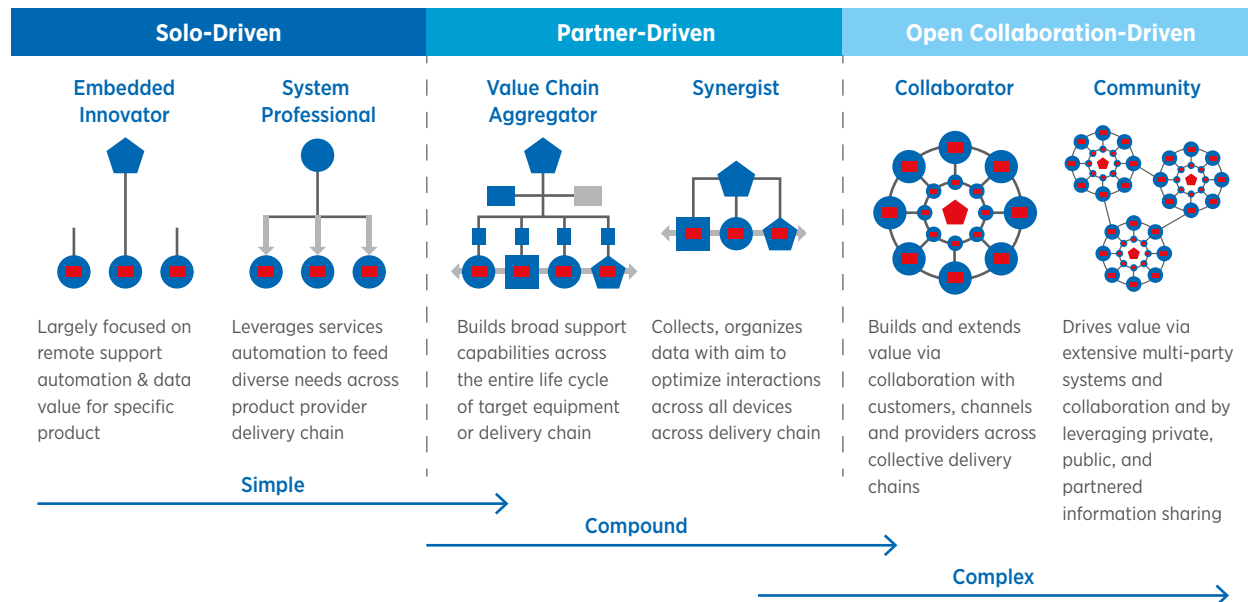 Solo-Driven
Partner-Driven
Open Collaboration-Driven
Embedded
Innovator
System
Professional
Value Chain
Aggregator
Synergist
Collaborator
Community
Largely focused on
remote support
automation & data
value for specific
product
Leverages services
automation to feed
diverse needs across
product provider
delivery chain
Builds broad support
capabilities across
the entire life cycle
of target equipment
or delivery chain
Collects, organizes
data with aim to
optimize interactions
across all devices
across delivery chain
Builds and extends
value via
collaboration with
customers, channels
and providers across
collective delivery
chains
Drives value via
extensive multi-party
systems and
collaboration and by
leveraging private,
public, and
partnered
information sharing
Simple
Compound
Complex